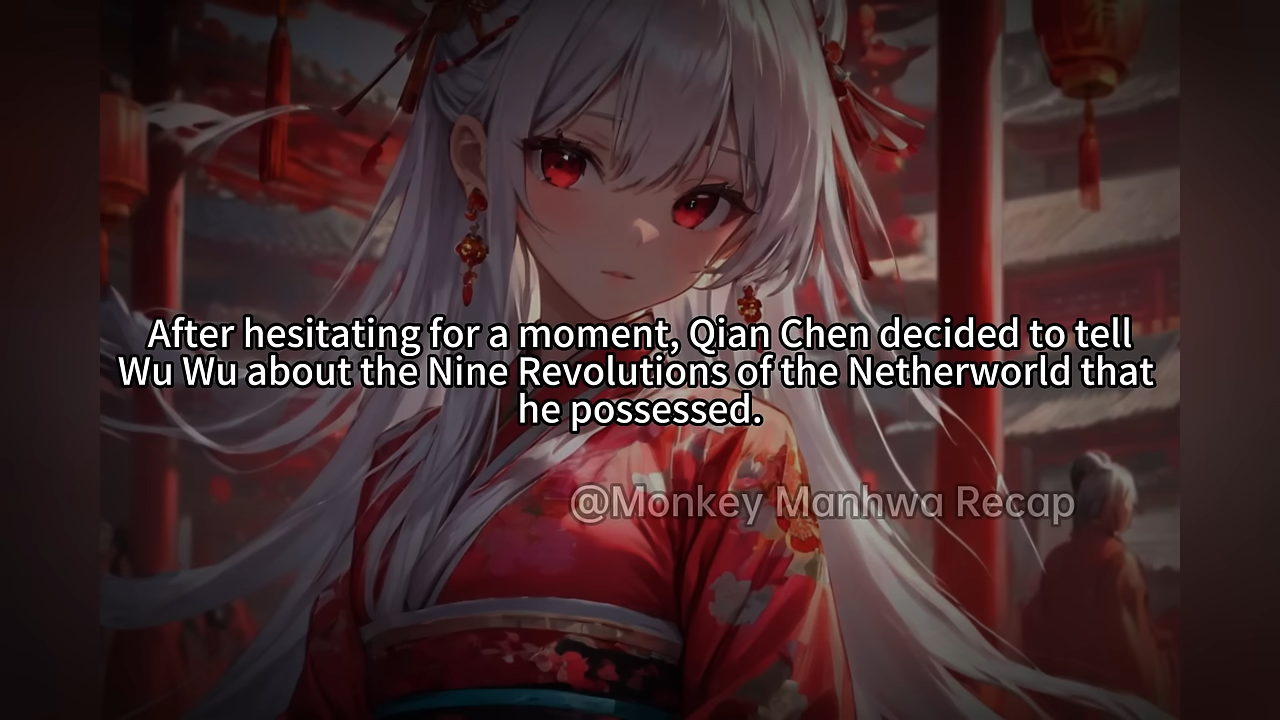 After hesitating for a moment, Qian Chen decided to tell
Wu Wu about the Nine Revolutions of the Netherworld that
he possessed.
@Monkey Manhwa Recap